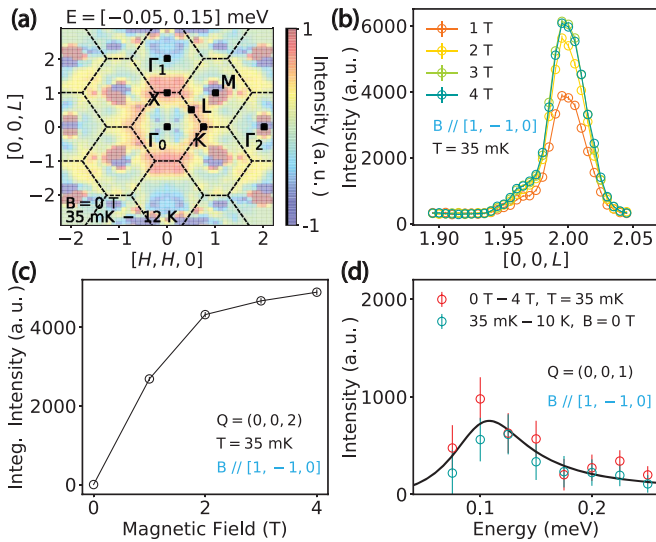 (a)
E = [−0.05, 0.15] meV
[0, 0, L]
2
1
0
−1
−2
Γ₁
X
M
L
Γ₀
K
Γ₂
B = 0 T
35 mK − 12 K
−2 −1 0 1 2
[H, H, 0]
1
-1
Intensity (a. u.)
(b)
Intensity (a. u.)
6000
4000
2000
0
1 T
2 T
3 T
4 T
B // [1, −1, 0]
T = 35 mK
1.90 1.95 2.00 2.05
[0, 0, L]
(c)
Integ. Intensity (a. u.)
4000
2000
0
Q = (0, 0, 2)
T = 35 mK
B // [1, −1, 0]
0 2 4
Magnetic Field (T)
(d)
Intensity (a. u.)
2000
1000
0
0 T − 4 T, T = 35 mK
35 mK − 10 K, B = 0 T
Q = (0, 0, 1)
B // [1, −1, 0]
0.1 0.2
Energy (meV)